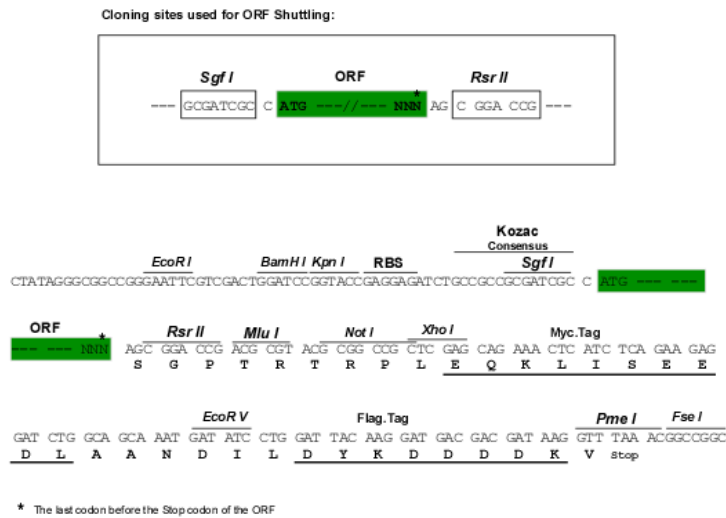 Cloning sites used for ORF Shuttling:
Sgf I ORF Rsr II
*
--- GCGATCGC C ATG ---//--- NNN AG C GGA CCG ---
Kozac
Consensus
EcoR I BamH I Kpn I RBS Sgf I
CTATAGGGCGGCCGGGAATTCGTCGACTGGATCCGGTACCGAGGAGATCTGCCGCCGCGATCGC C ATG --- ---
ORF Rsr II Mlu I Not I Xho I Myc.Tag
*
--- --- NNN AGC GGA CCG ACG CGT ACG CGG CCG CTC GAG CAG AAA CTC ATC TCA GAA GAG
S G P T R T R P L E Q K L I S E E
EcoR V Flag.Tag Pme I Fse I
GAT CTG GCA GCA AAT GAT ATC CTG GAT TAC AAG GAT GAC GAC GAT AAG GTT TAA ACGGCCGGC
D L A A N D I L D Y K D D D D K V Stop
* The last codon before the Stop codon of the ORF